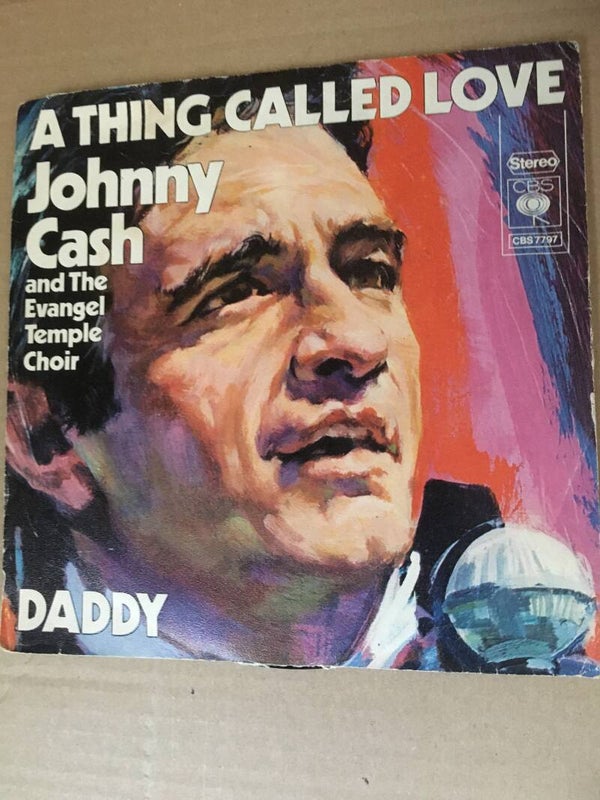 A THING CALLED LOVE
Johnny
Cash
and The
Evangel
Temple
Choir
Stereo
CBS
CBS 7797
DADDY